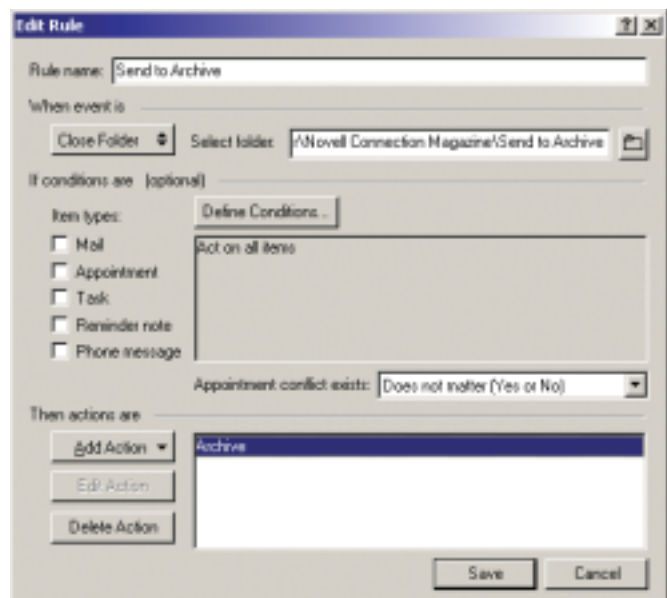 Edit Rule
Rule name: Send to Archive
When event is
Close Folder Select folder: r\Novell Connection Magazine\Send to Archive
If conditions are (optional)
Item types: Define Conditions...
Act on all items
Mail
Appointment
Task
Reminder note
Phone message
Appointment conflict exists: Does not matter (Yes or No)
Then actions are
Add Action Archive
Edit Action
Delete Action
Save Cancel